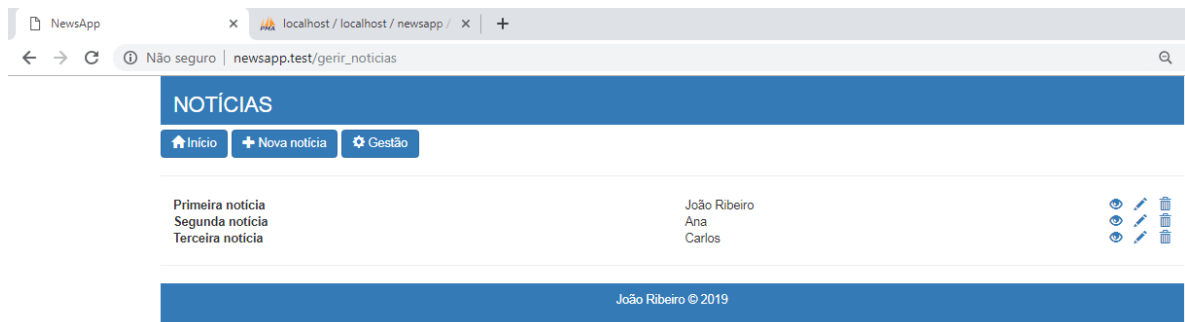 NewsApp localhost / localhost / newsapp /
Não seguro | newsapp.test/gerir_noticias
NOTÍCIAS
Início Nova notícia Gestão
Primeira notícia João Ribeiro
Segunda notícia Ana
Terceira notícia Carlos
João Ribeiro © 2019